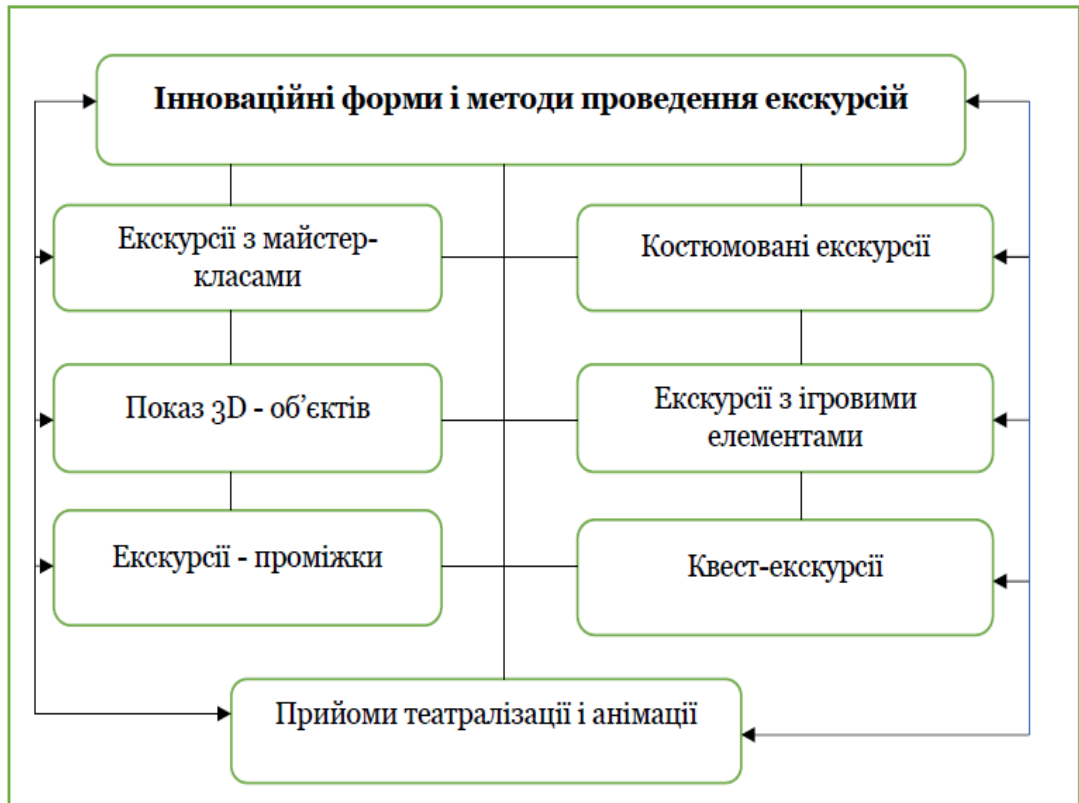 Інноваційні форми і методи проведення екскурсій
Екскурсії з майстер-
класами
Костюмовані екскурсії
Показ 3D - об’єктів
Екскурсії з ігровими
елементами
Екскурсії - проміжки
Квест-екскурсії
Прийоми театралізації і анімації